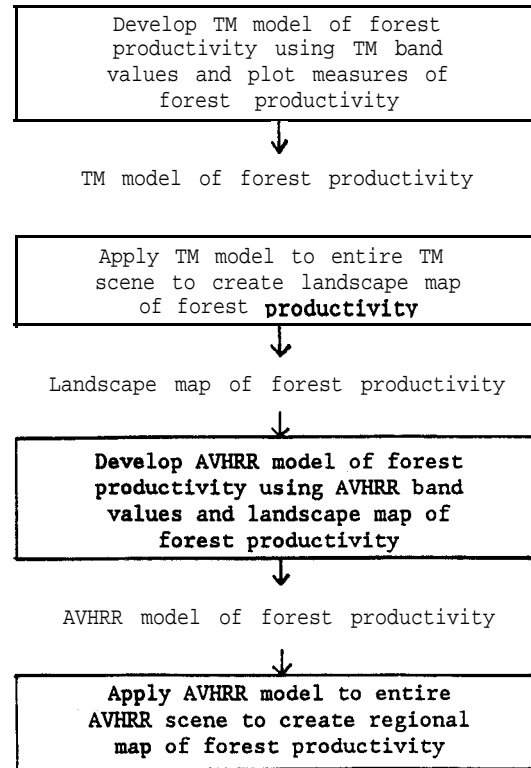 Develop TM model of forest
productivity using TM band
values and plot measures of
forest productivity
TM model of forest productivity
Apply TM model to entire TM
scene to create landscape map
of forest productivity
Landscape map of forest productivity
Develop AVHRR model of forest
productivity using AVHRR band
values and landscape map of
forest productivity
AVHRR model of forest productivity
Apply AVHRR model to entire
AVHRR scene to create regional
map of forest productivity